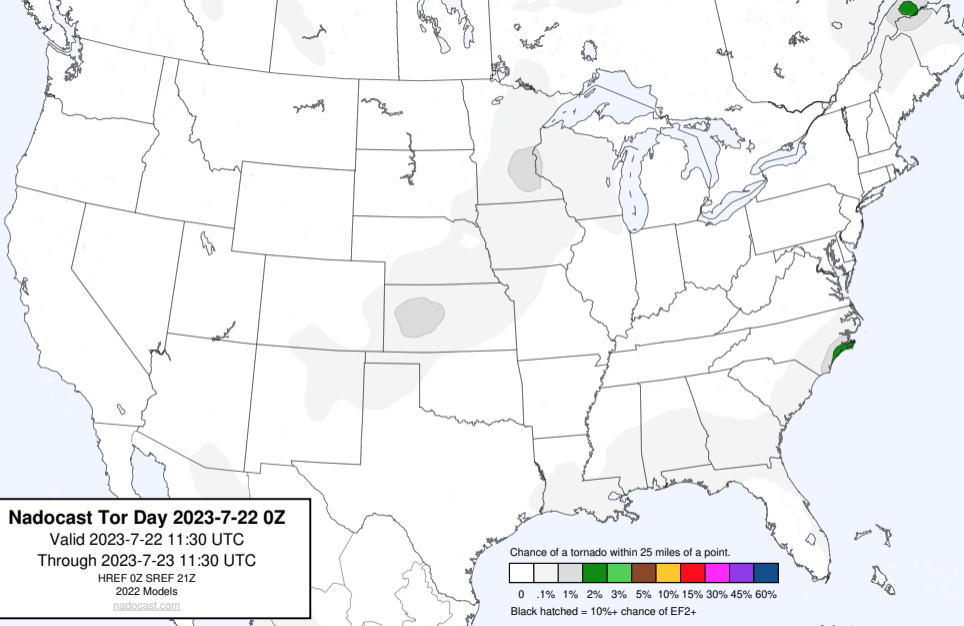 Nadocast Tor Day 2023-7-22 0Z
Valid 2023-7-22 11:30 UTC
Through 2023-7-23 11:30 UTC
HREF 0Z SREF 21Z
2022 Models
nadocast.com
Chance of a tornado within 25 miles of a point.
0 .1% 1% 2% 3% 5% 10% 15% 30% 45% 60%
Black hatched = 10%+ chance of EF2+